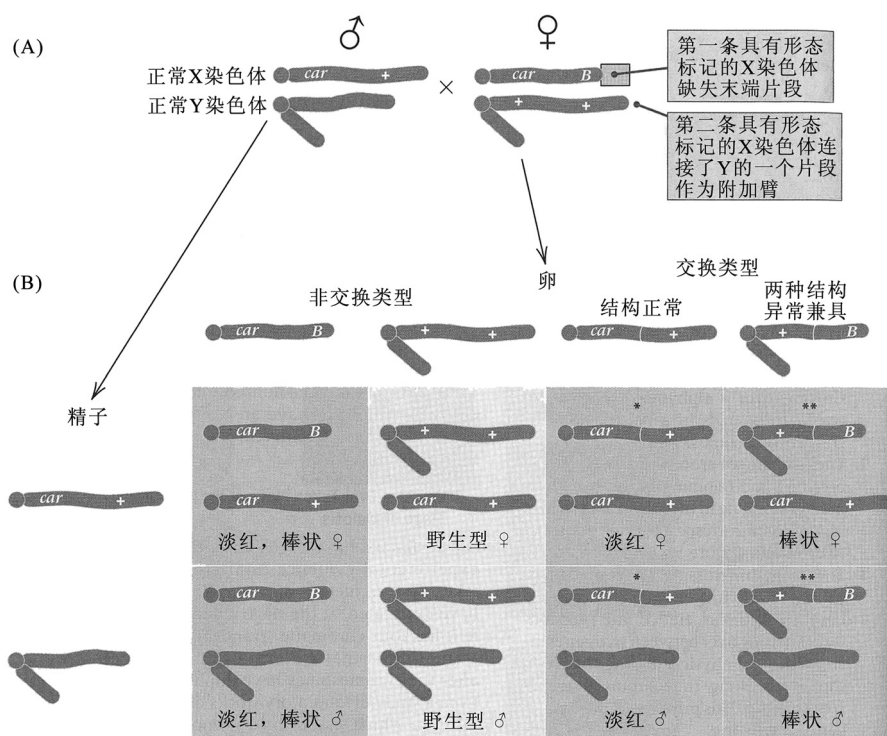 (A)
♂
♀
正常X染色体
car
+
×
car
B
正常Y染色体
+
+
第一条具有形态
标记的X染色体
缺失末端片段
第二条具有形态
标记的X染色体连
接了Y的一个片段
作为附加臂
(B)
卵
非交换类型
交换类型
结构正常
两种结构
异常兼具
car
B
+
+
car
+
+
B
精子
*
**
car
B
+
+
car
+
+
B
car
+
car
+
car
car
car
淡红，棒状♀
野生型♀
淡红♀
棒状♀
*
**
car
B
+
+
car
+
+
B
淡红，棒状♂
野生型♂
淡红♂
棒状♂